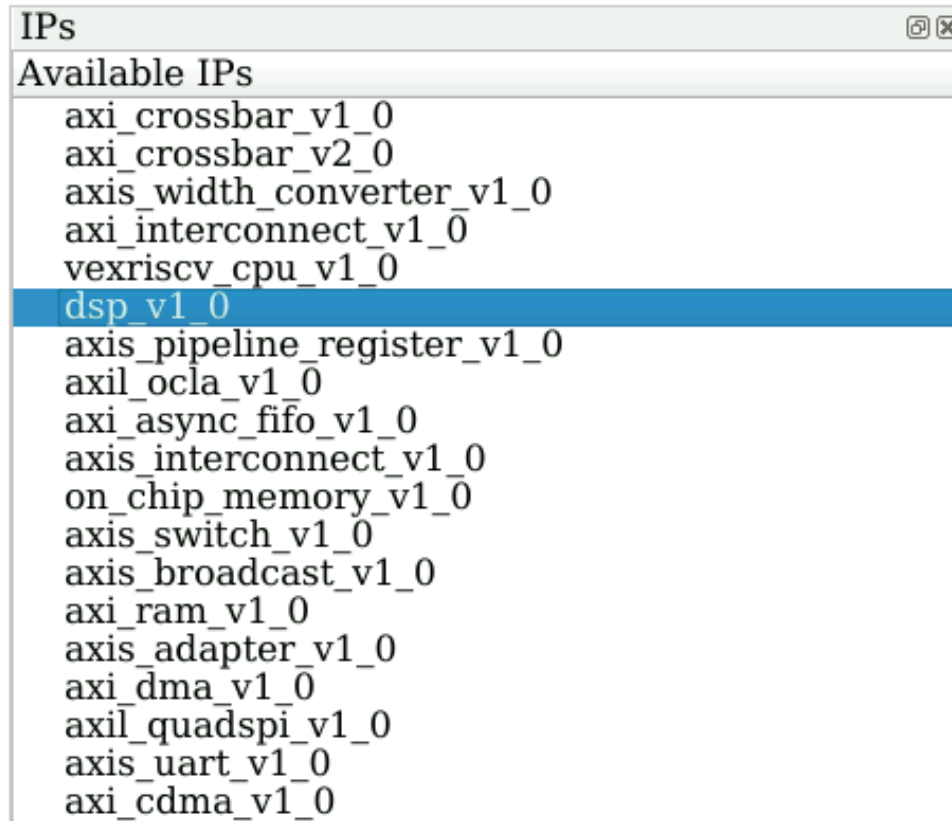 IPs
Available IPs
axi_crossbar_v1_0
axi_crossbar_v2_0
axis_width_converter_v1_0
axi_interconnect_v1_0
vexriscv_cpu_v1_0
dsp_v1_0
axis_pipeline_register_v1_0
axil_ocla_v1_0
axi_async_fifo_v1_0
axis_interconnect_v1_0
on_chip_memory_v1_0
axis_switch_v1_0
axis_broadcast_v1_0
axi_ram_v1_0
axis_adapter_v1_0
axi_dma_v1_0
axil_quadspi_v1_0
axis_uart_v1_0
axi_cdma_v1_0